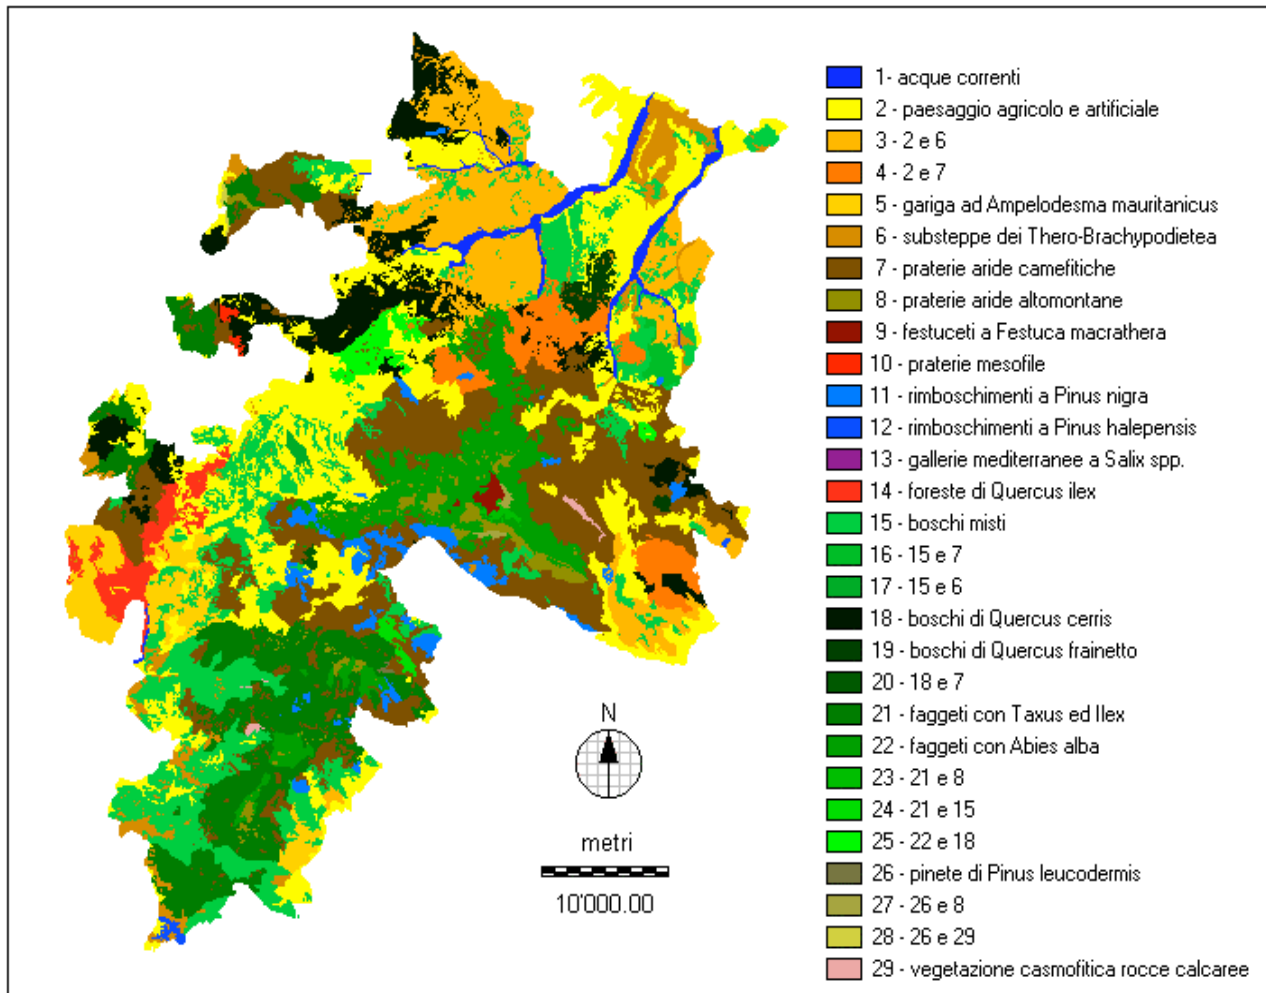 1- acque correnti
2 - paesaggio agricolo e artificiale
3 - 2 e 6
4 - 2 e 7
5 - gariga ad Ampelodesma mauritanicus
6 - substeppe dei Thero-Brachypodietea
7 - praterie aride camefitiche
8 - praterie aride altomontane
9 - festuceti a Festuca macrathera
10 - praterie mesofile
11 - rimboschimenti a Pinus nigra
12 - rimboschimenti a Pinus halepensis
13 - gallerie mediterranee a Salix spp.
14 - foreste di Quercus ilex
15 - boschi misti
16 - 15 e 7
17 - 15 e 6
18 - boschi di Quercus cerris
19 - boschi di Quercus frainetto
20 - 18 e 7
21 - faggeti con Taxus ed Ilex
22 - faggeti con Abies alba
23 - 21 e 8
24 - 21 e 15
25 - 22 e 18
26 - pinete di Pinus leucodermis
27 - 26 e 8
28 - 26 e 29
29 - vegetazione casmofitica rocce calcaree
N
metri
10'000.00